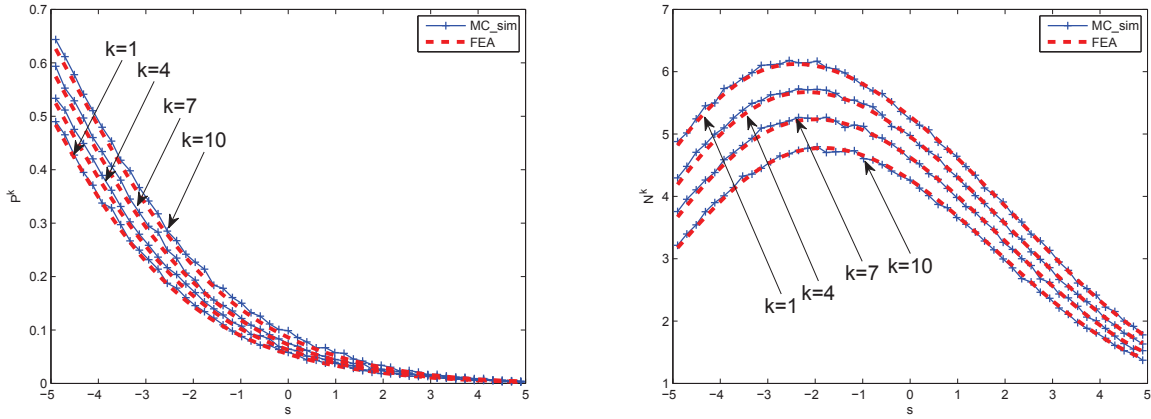 0.7
0.6
0.5
0.4
0.3
0.2
0.1
0
P^k
−5 −4 −3 −2 −1 0 1 2 3 4 5
s
MC_sim
FEA
k=1
k=4
k=7
k=10
7
6
5
4
3
2
1
N^k
−5 −4 −3 −2 −1 0 1 2 3 4 5
s
MC_sim
FEA
k=1
k=4
k=7
k=10